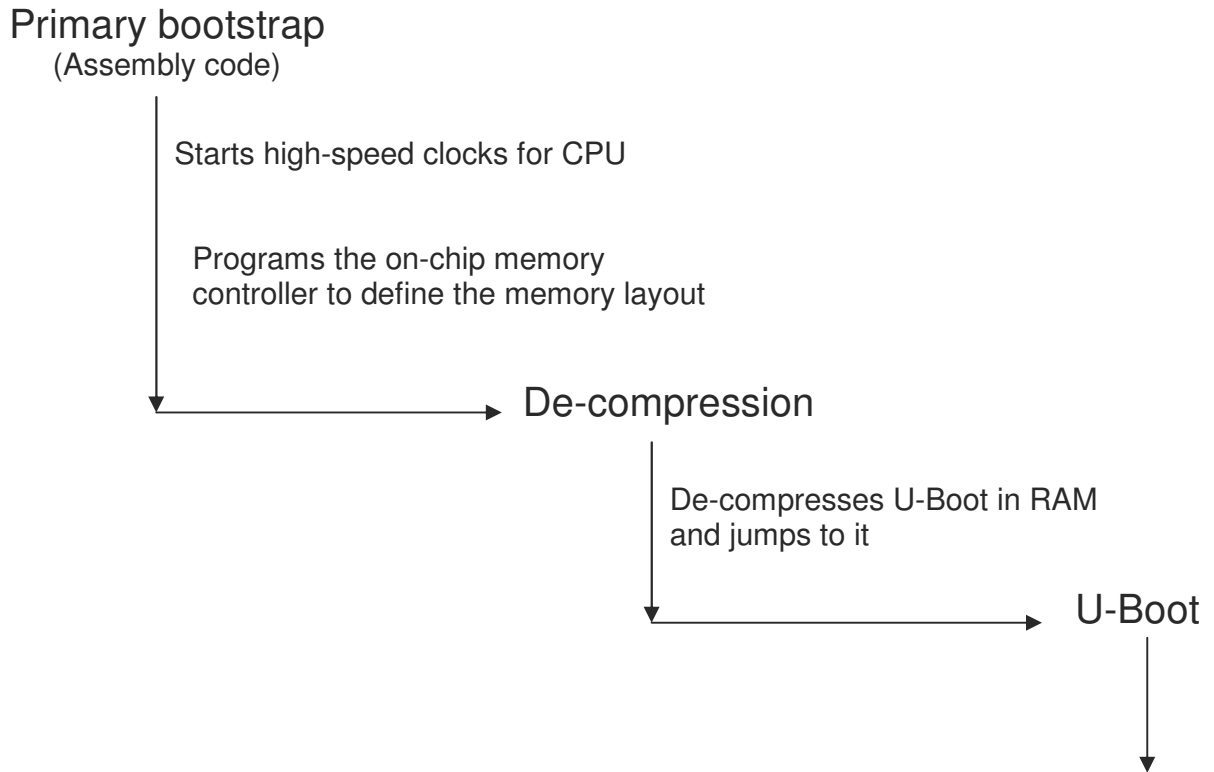 Primary bootstrap
(Assembly code)
Starts high-speed clocks for CPU
Programs the on-chip memory
controller to define the memory layout
De-compression
De-compresses U-Boot in RAM
and jumps to it
U-Boot